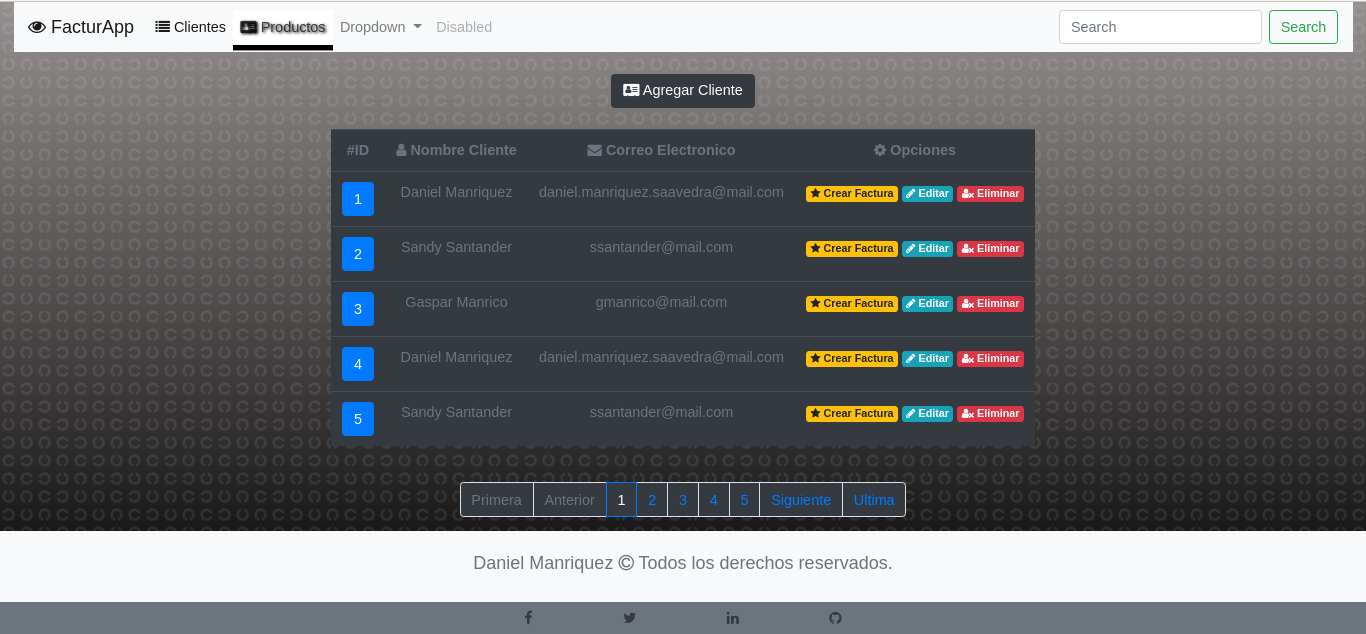 FacturApp Clientes Productos Dropdown Disabled Search Search
Agregar Cliente
#ID Nombre Cliente Correo Electronico Opciones
1 Daniel Manriquez daniel.manriquez.saavedra@mail.com Crear Factura Editar Eliminar
2 Sandy Santander ssantander@mail.com Crear Factura Editar Eliminar
3 Gaspar Manrico gmanrico@mail.com Crear Factura Editar Eliminar
4 Daniel Manriquez daniel.manriquez.saavedra@mail.com Crear Factura Editar Eliminar
5 Sandy Santander ssantander@mail.com Crear Factura Editar Eliminar
Primera Anterior 1 2 3 4 5 Siguiente Ultima
Daniel Manriquez © Todos los derechos reservados.